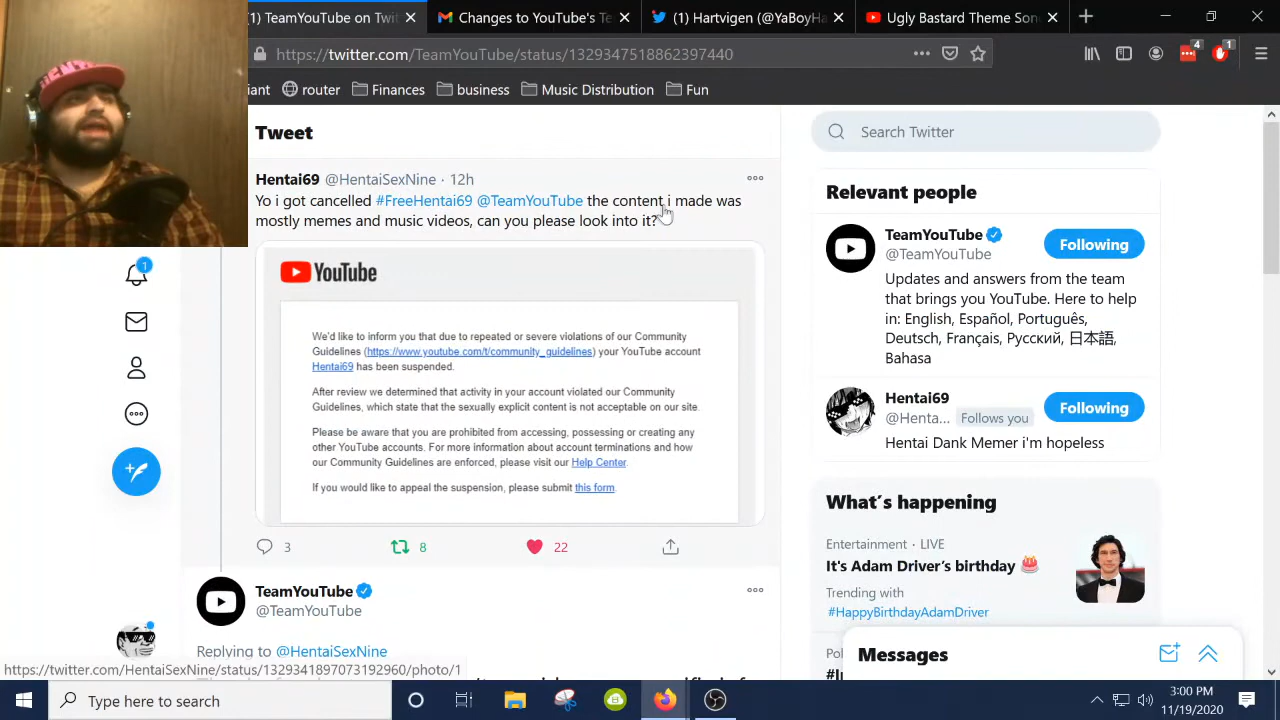 (1) TeamYouTube on Twi
Changes to YouTube's Te
(1) Hartvigen (@YaBoyHa
Ugly Bastard Theme Son
https://twitter.com/TeamYouTube/status/1329347518862397440
4
1
iant
router
Finances
business
Music Distribution
Fun
Tweet
Search Twitter
Hentai69 @HentaiSexNine · 12h
Yo i got cancelled #FreeHentai69 @TeamYouTube the content i made was
mostly memes and music videos, can you please look into it?
YouTube
We'd like to inform you that due to repeated or severe violations of our Community
Guidelines (https://www.youtube.com/t/community_guidelines) your YouTube account
Hentai69 has been suspended.
After review we determined that activity in your account violated our Community
Guidelines, which state that the sexually explicit content is not acceptable on our site.
Please be aware that you are prohibited from accessing, possessing or creating any
other YouTube accounts. For more information about account terminations and how
our Community Guidelines are enforced, please visit our Help Center.
If you would like to appeal the suspension, please submit this form.
3
8
22
TeamYouTube
@TeamYouTube
Replying to @HentaiSexNine
Relevant people
TeamYouTube
@TeamYouTube
Following
Updates and answers from the team
that brings you YouTube. Here to help
in: English, Español, Português,
Deutsch, Français, Русский, 日本語,
Bahasa
Hentai69
@Henta... Follows you
Following
Hentai Dank Memer i'm hopeless
What's happening
Entertainment · LIVE
It's Adam Driver's birthday
Trending with
#HappyBirthdayAdamDriver
Messages
1
https://twitter.com/HentaiSexNine/status/1329341897073192960/photo/1
Type here to search
3:00 PM
11/19/2020